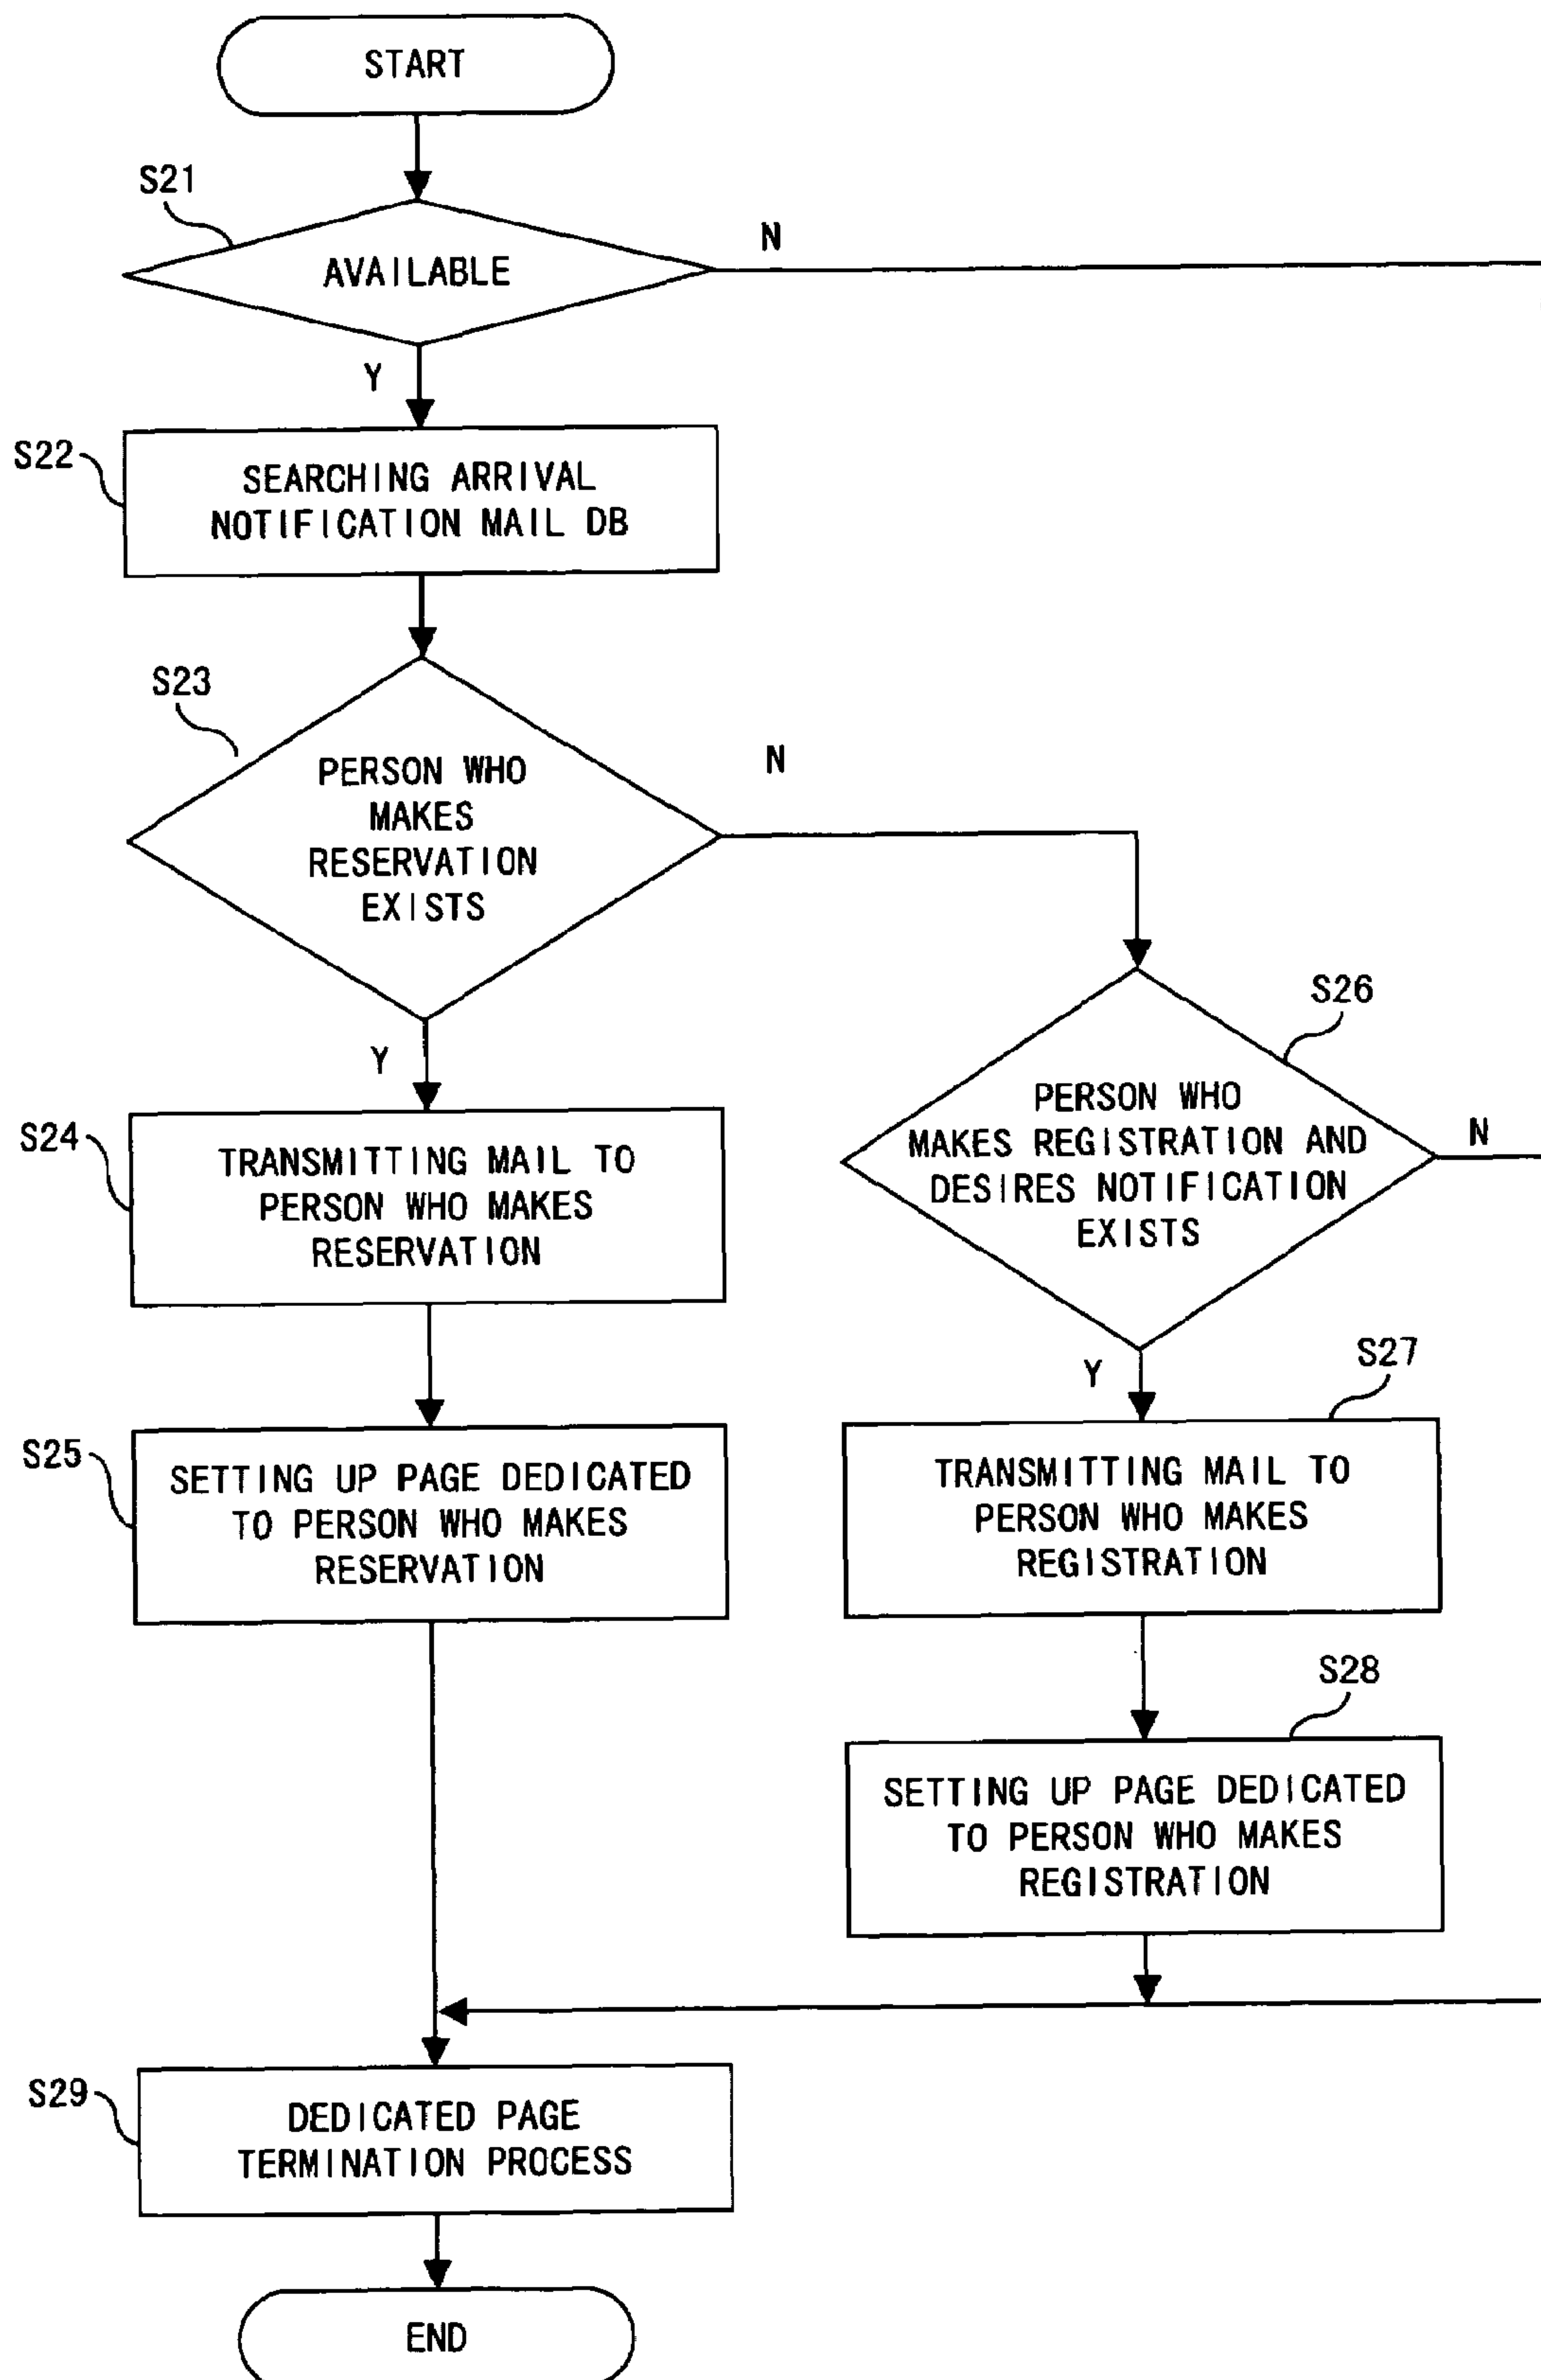 START
S21
N
AVAILABLE
Y
S22
SEARCHING ARRIVAL
NOTIFICATION MAIL DB
S23
N
PERSON WHO
MAKES
RESERVATION
EXISTS
Y
S26
PERSON WHO
MAKES REGISTRATION AND
DESIRES NOTIFICATION
EXISTS
N
S24
TRANSMITTING MAIL TO
PERSON WHO MAKES
RESERVATION
Y
S27
S25
SETTING UP PAGE DEDICATED
TO PERSON WHO MAKES
RESERVATION
TRANSMITTING MAIL TO
PERSON WHO MAKES
REGISTRATION
S28
SETTING UP PAGE DEDICATED
TO PERSON WHO MAKES
REGISTRATION
S29
DEDICATED PAGE
TERMINATION PROCESS
END